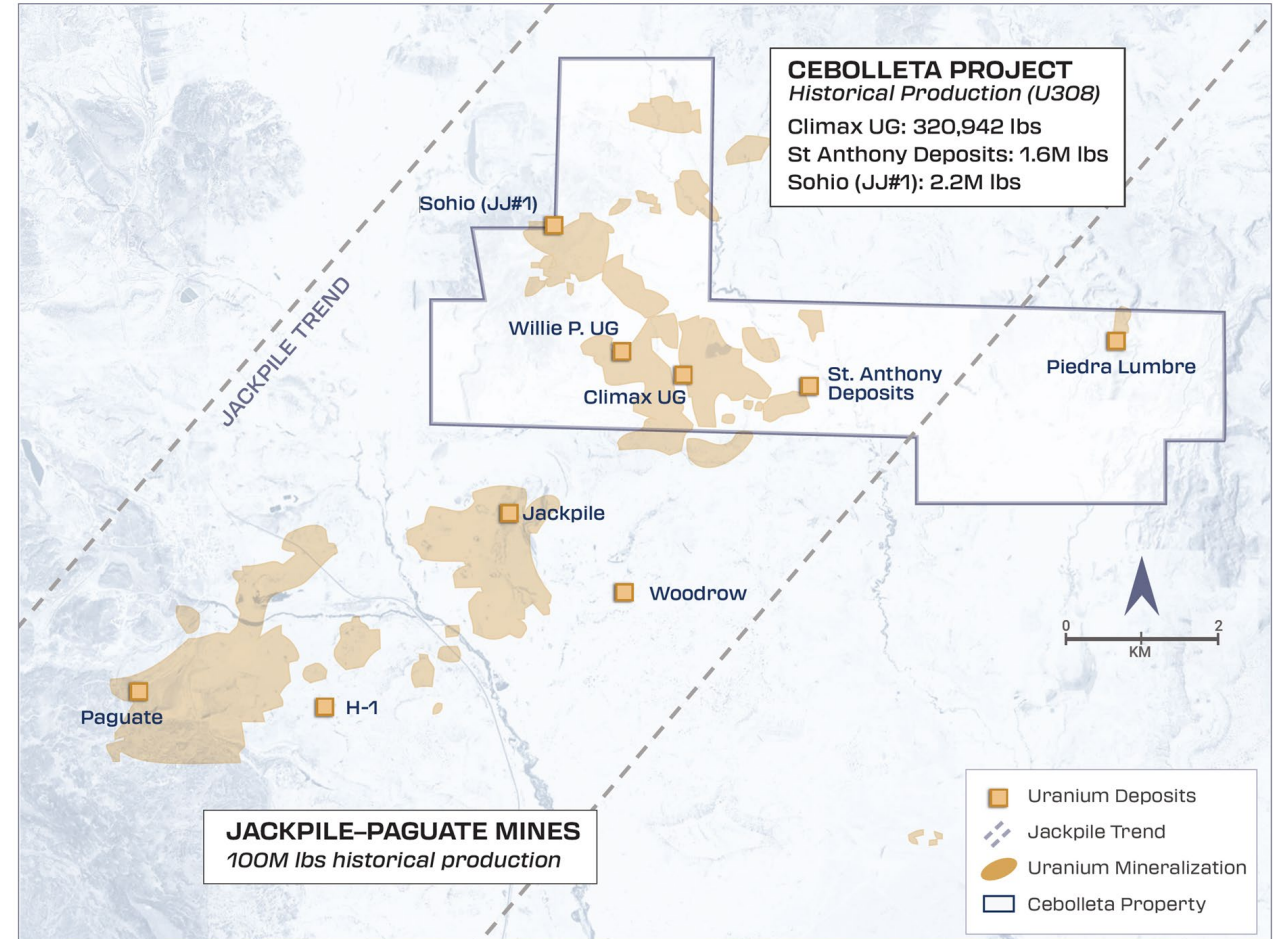 CEBOLLETA PROJECT
Historical Production (U308)
Climax UG: 320,942 lbs
St Anthony Deposits: 1.6M lbs
Sohio (JJ#1): 2.2M lbs
Sohio (JJ#1)
JACKPILE TREND
Willie P. UG
Climax UG
St. Anthony
Deposits
Piedra Lumbre
Jackpile
Woodrow
Paguate
H-1
0 2
KM
JACKPILE–PAGUATE MINES
100M lbs historical production
Uranium Deposits
Jackpile Trend
Uranium Mineralization
Cebolleta Property